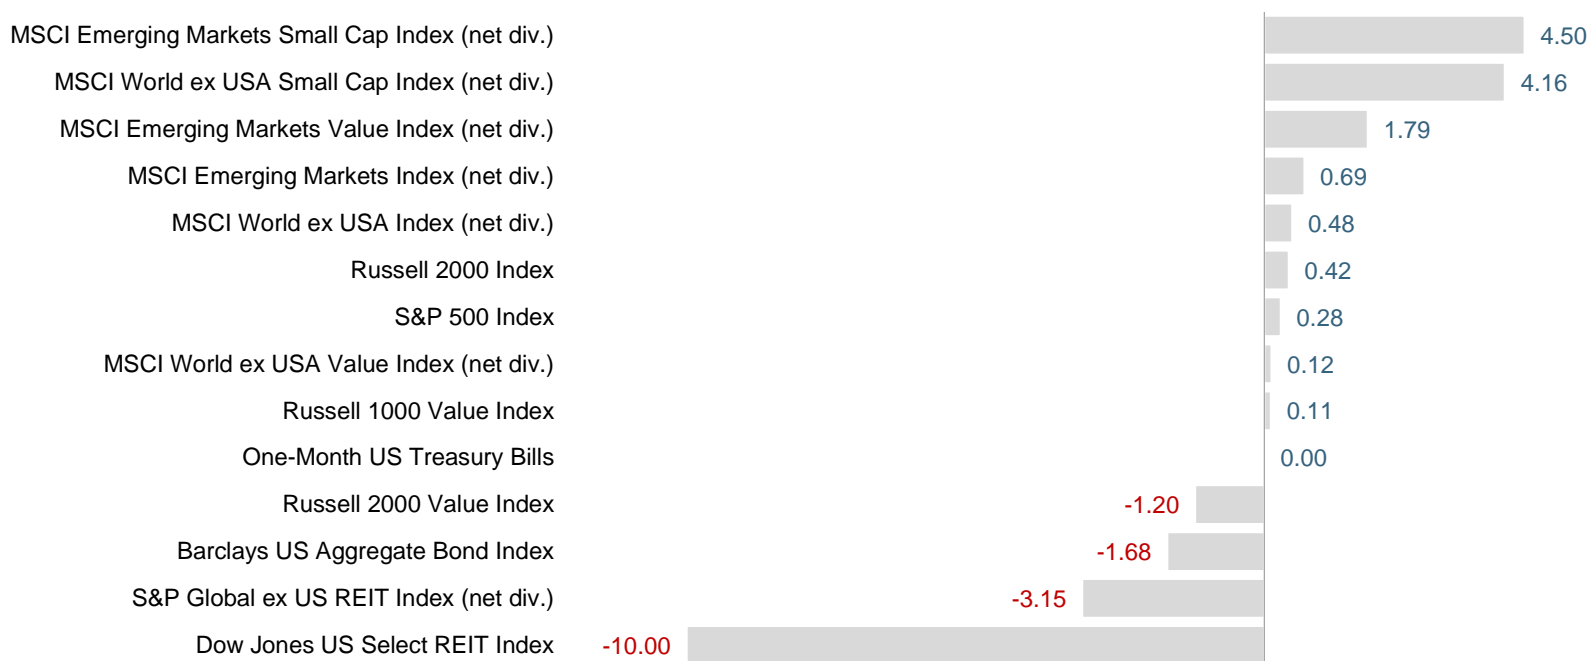 MSCI Emerging Markets Small Cap Index (net div.) 4.50
MSCI World ex USA Small Cap Index (net div.) 4.16
MSCI Emerging Markets Value Index (net div.) 1.79
MSCI Emerging Markets Index (net div.) 0.69
MSCI World ex USA Index (net div.) 0.48
Russell 2000 Index 0.42
S&P 500 Index 0.28
MSCI World ex USA Value Index (net div.) 0.12
Russell 1000 Value Index 0.11
One-Month US Treasury Bills 0.00
Russell 2000 Value Index -1.20
Barclays US Aggregate Bond Index -1.68
S&P Global ex US REIT Index (net div.) -3.15
Dow Jones US Select REIT Index -10.00